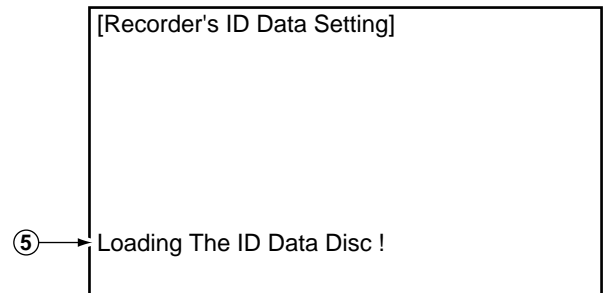 [Recorder's ID Data Setting]
⑤ Loading The ID Data Disc !